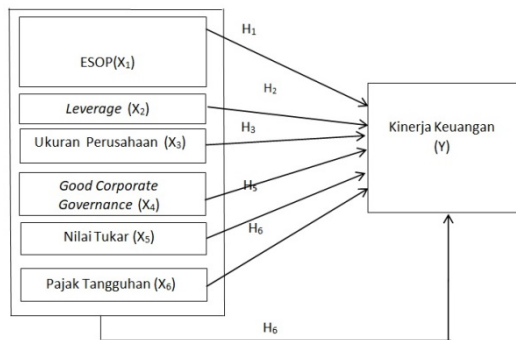 H₁
ESOP(X₁)
H₂
Leverage (X₂)
H₃
Ukuran Perusahaan (X₃)
Kinerja Keuangan
(Y)
Good Corporate
Governance (X₄)
H₅
Nilai Tukar (X₅)
H₆
Pajak Tangguhan (X₆)
H₆